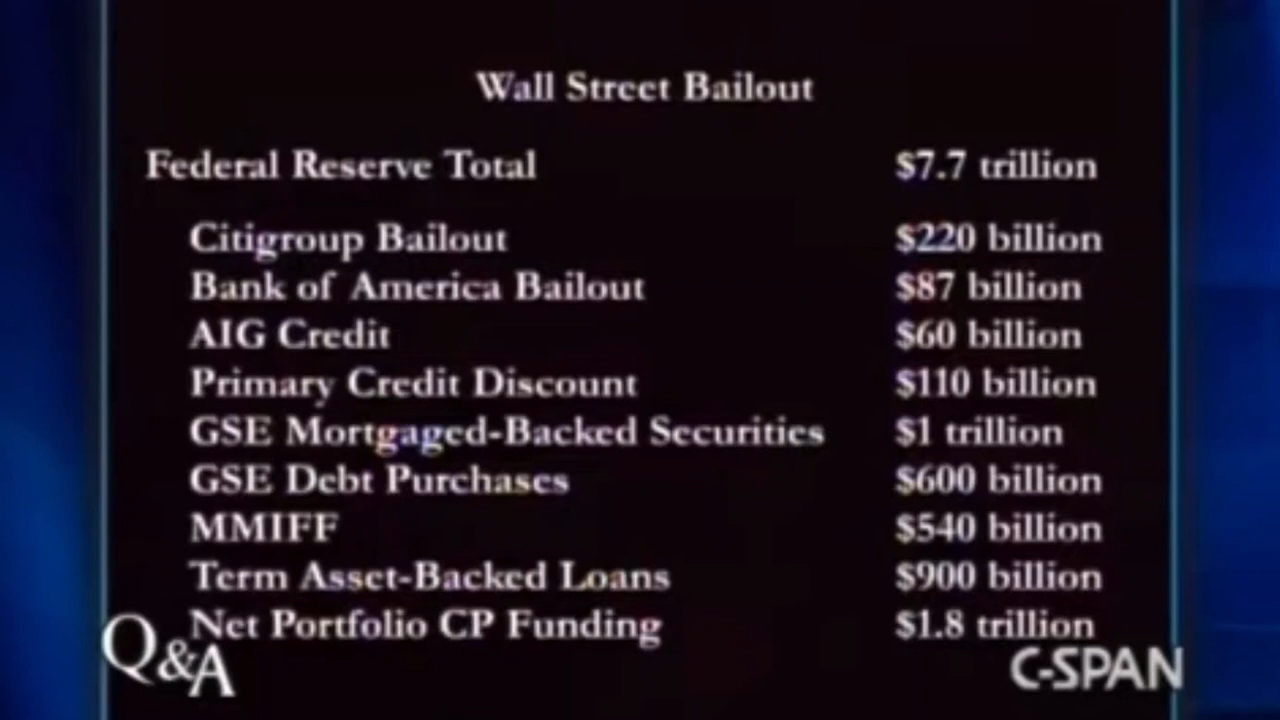 Wall Street Bailout
Federal Reserve Total $7.7 trillion
Citigroup Bailout $220 billion
Bank of America Bailout $87 billion
AIG Credit $60 billion
Primary Credit Discount $110 billion
GSE Mortgaged-Backed Securities $1 trillion
GSE Debt Purchases $600 billion
MMIFF $540 billion
Term Asset-Backed Loans $900 billion
Net Portfolio CP Funding $1.8 trillion
Q&A
C-SPAN